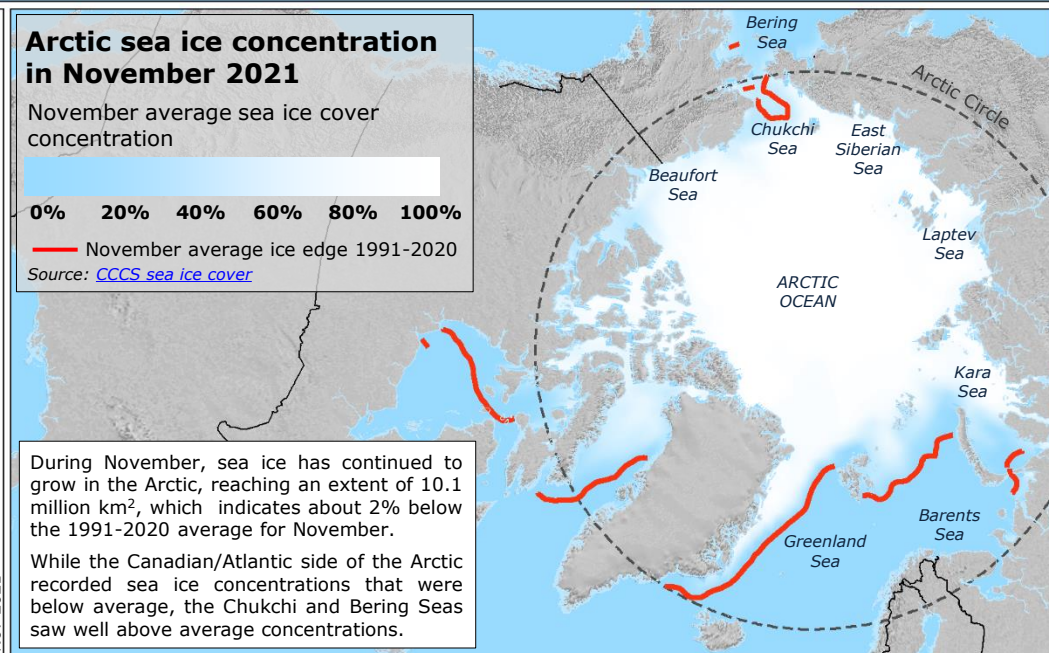 Arctic sea ice concentration
in November 2021
November average sea ice cover
concentration
0% 20% 40% 60% 80% 100%
November average ice edge 1991-2020
Source: CCCS sea ice cover
Bering
Sea
Arctic Circle
Chukchi
Sea
East
Siberian
Sea
Beaufort
Sea
Laptev
Sea
ARCTIC
OCEAN
Kara
Sea
Barents
Sea
Greenland
Sea
During November, sea ice has continued to
grow in the Arctic, reaching an extent of 10.1
million km², which indicates about 2% below
the 1991-2020 average for November.
While the Canadian/Atlantic side of the Arctic
recorded sea ice concentrations that were
below average, the Chukchi and Bering Seas
saw well above average concentrations.